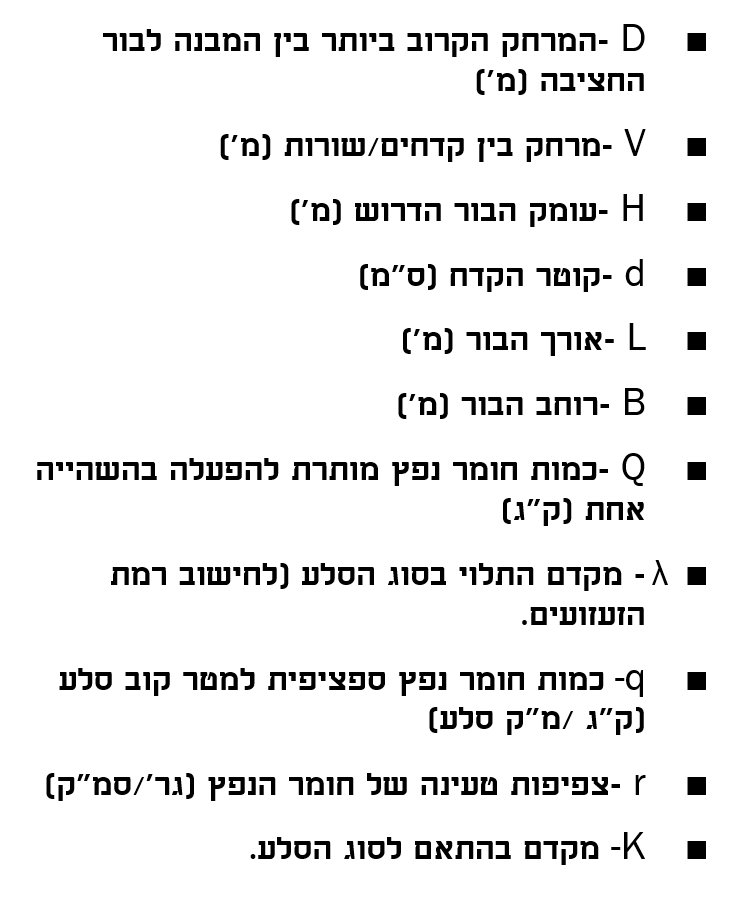 ■ D -המרחק הקרוב ביותר בין המבנה לבור
החציבה (מ')
■ V -מרחק בין קדחים/שורות (מ')
■ H -עומק הבור הדרוש (מ')
■ d -קוטר הקדח (ס"מ)
■ L -אורך הבור (מ')
■ B -רוחב הבור (מ')
■ Q -כמות חומר נפץ מותרת להפעלה בהשהייה
אחת (ק"ג)
■ λ - מקדם התלוי בסוג הסלע (לחישוב רמת
הזעזועים.
■ q- כמות חומר נפץ ספציפית למטר קוב סלע
(ק"ג /מ"ק סלע)
■ r -צפיפות טעינה של חומר הנפץ (גר'/סמ"ק)
■ K- מקדם בהתאם לסוג הסלע.